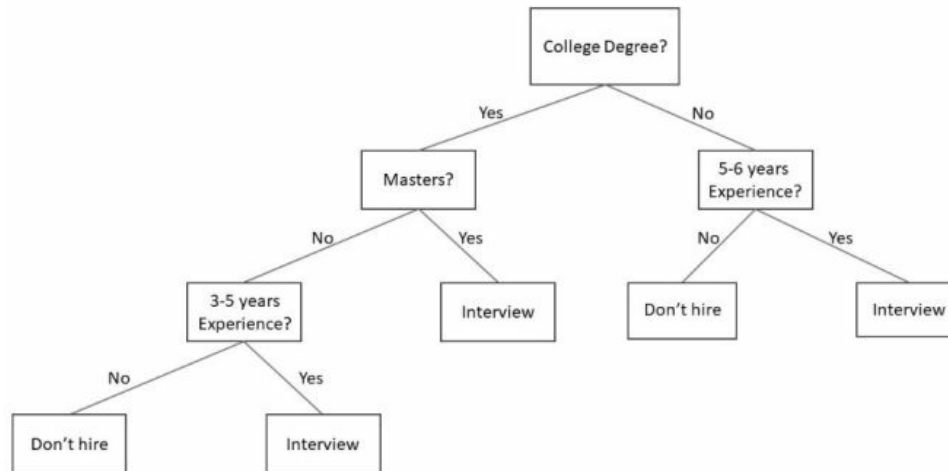 College Degree?
Yes
No
Masters?
5-6 years
Experience?
No
Yes
No
Yes
3-5 years
Experience?
Interview
Don't hire
Interview
No
Yes
Don't hire
Interview